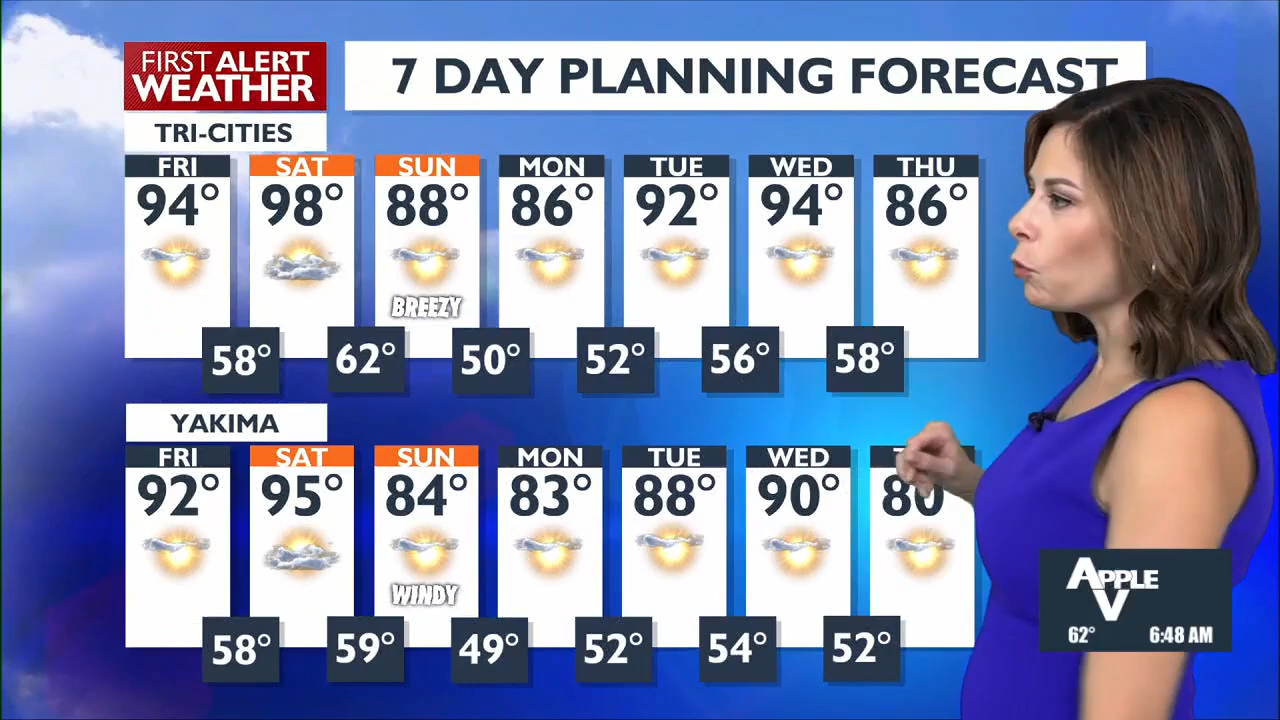 FIRST ALERT
WEATHER
7 DAY PLANNING FORECAST
TRI-CITIES
FRI SAT SUN MON TUE WED THU
94° 98° 88° 86° 92° 94° 86°
BREEZY
58° 62° 50° 52° 56° 58°
YAKIMA
FRI SAT SUN MON TUE WED
92° 95° 84° 83° 88° 90° 80
WINDY
58° 59° 49° 52° 54° 52°
APPLE
V
62° 6:48 AM